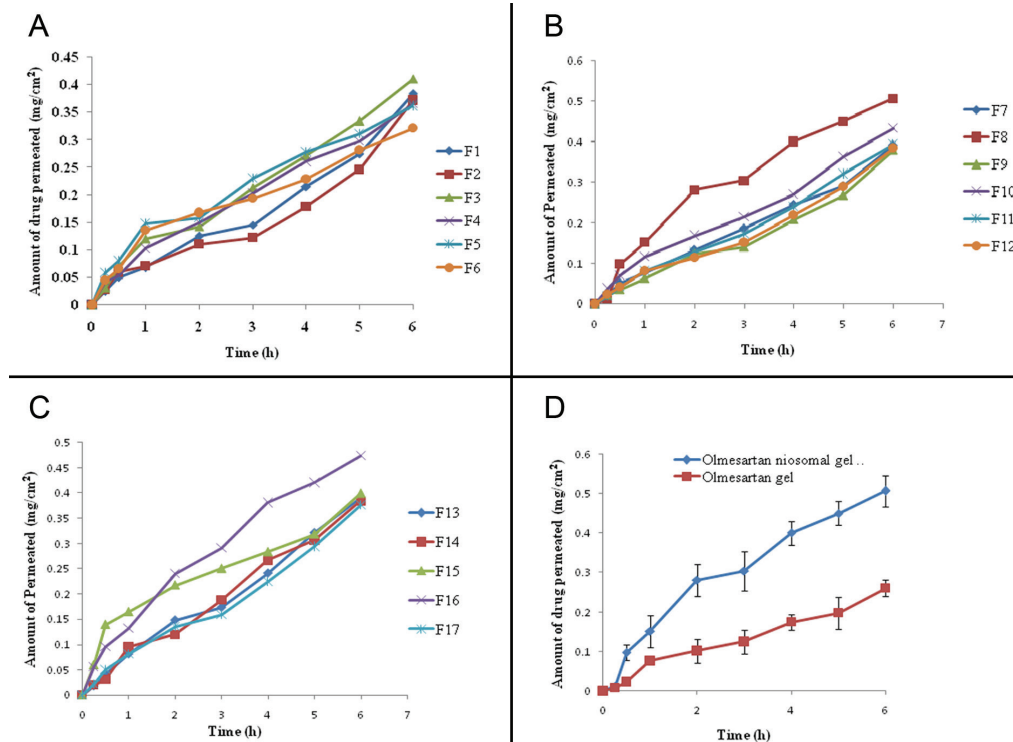 A
Amount of drug permeated (mg/cm²)
0.45
0.4
0.35
0.3
0.25
0.2
0.15
0.1
0.05
0
0 1 2 3 4 5 6
Time (h)
F1
F2
F3
F4
F5
F6
B
Amount of Permeated (mg/cm²)
0.6
0.5
0.4
0.3
0.2
0.1
0
0 1 2 3 4 5 6 7
Time (h)
F7
F8
F9
F10
F11
F12
C
Amount of Permeated (mg/cm²)
0.5
0.45
0.4
0.35
0.3
0.25
0.2
0.15
0.1
0.05
0
0 1 2 3 4 5 6 7
Time (h)
F13
F14
F15
F16
F17
D
Olmesartan niosomal gel ..
Olmesartan gel
Amount of drug permeated (mg/cm²)
0.6
0.5
0.4
0.3
0.2
0.1
0
0 2 4 6
Time (h)